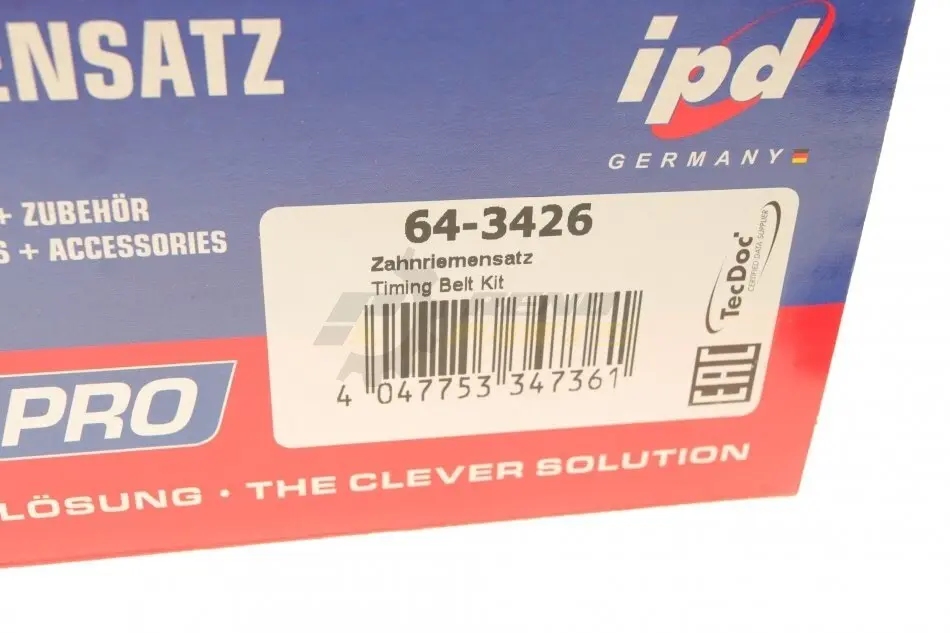 ENSATZ
ipd
GERMANY
+ ZUBEHÖR
S + ACCESSORIES
64-3426
Zahnriemensatz
Timing Belt Kit
4 047753 347361
TecDoc
CERTIFIED DATA SUPPLIER
EAC
PRO
LÖSUNG · THE CLEVER SOLUTION